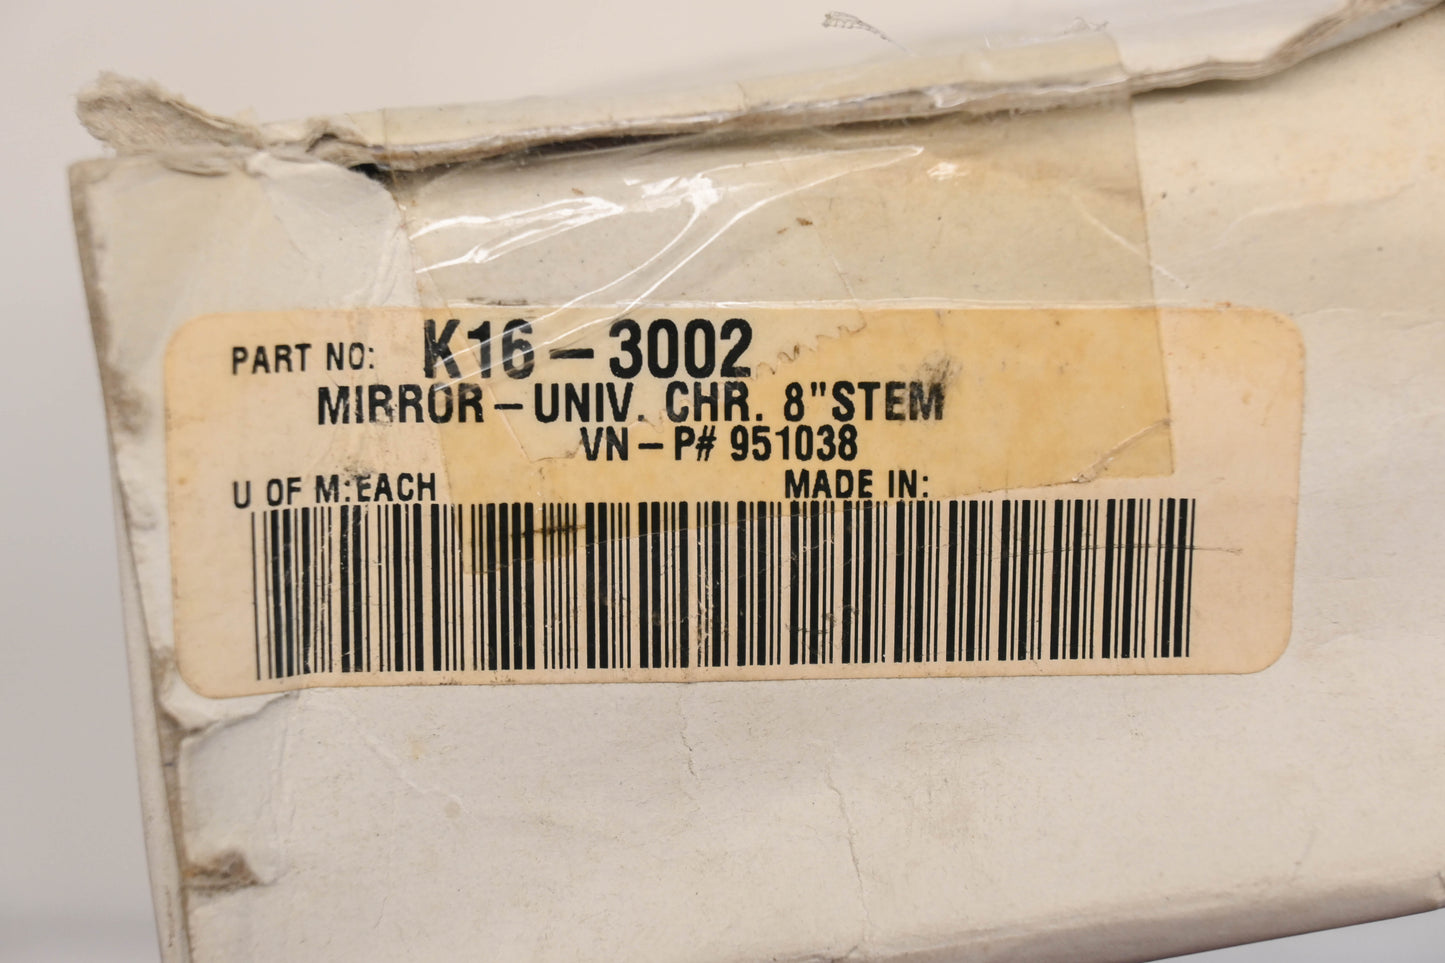 PART NO: K16-3002
MIRROR-UNIV. CHR. 8"STEM
VN-P# 951038
U OF M:EACH MADE IN: